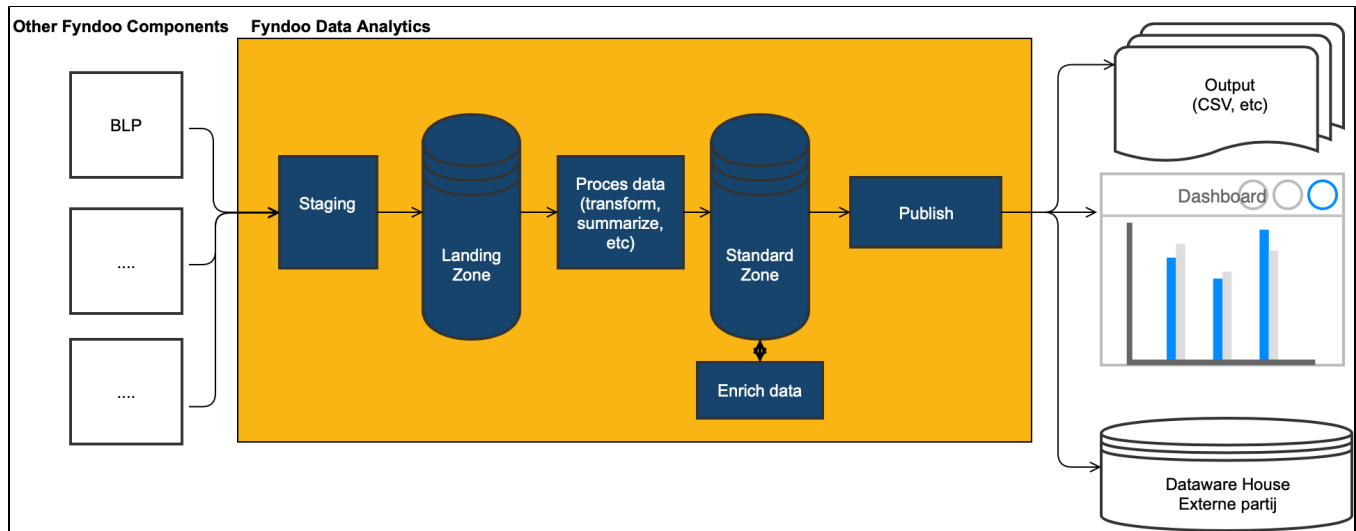 Other Fyndoo Components
Fyndoo Data Analytics
BLP
....
....
Staging
Landing
Zone
Proces data
(transform,
summarize,
etc)
Standard
Zone
Enrich data
Publish
Output
(CSV, etc)
Dashboard
Dataware House
Externe partij